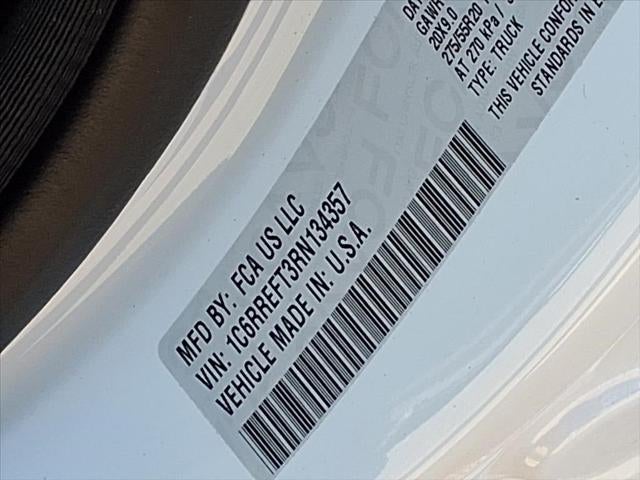 MFD BY: FCA US LLC
VIN: 1C6RREFT3RN134357
VEHICLE MADE IN: U.S.A.
20X9.0
275/55R20
AT 270 kPa /
TYPE: TRUCK
THIS VEHICLE
STANDARDS IN